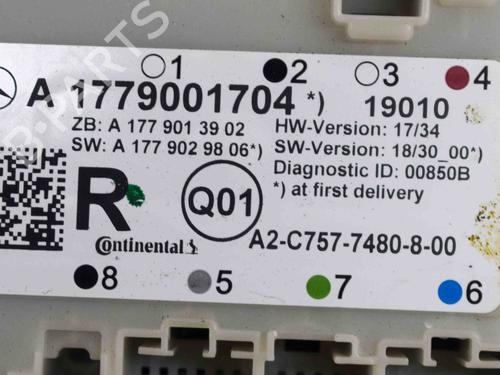 1 2 3 4
A 1779001704*) 19010
ZB: A 177 901 39 02 HW-Version: 17/34
SW: A 177 902 98 06*) SW-Version: 18/30_00*)
Diagnostic ID: 00850B
*) at first delivery
R Q01
Continental A2-C757-7480-8-00
8 5 7 6